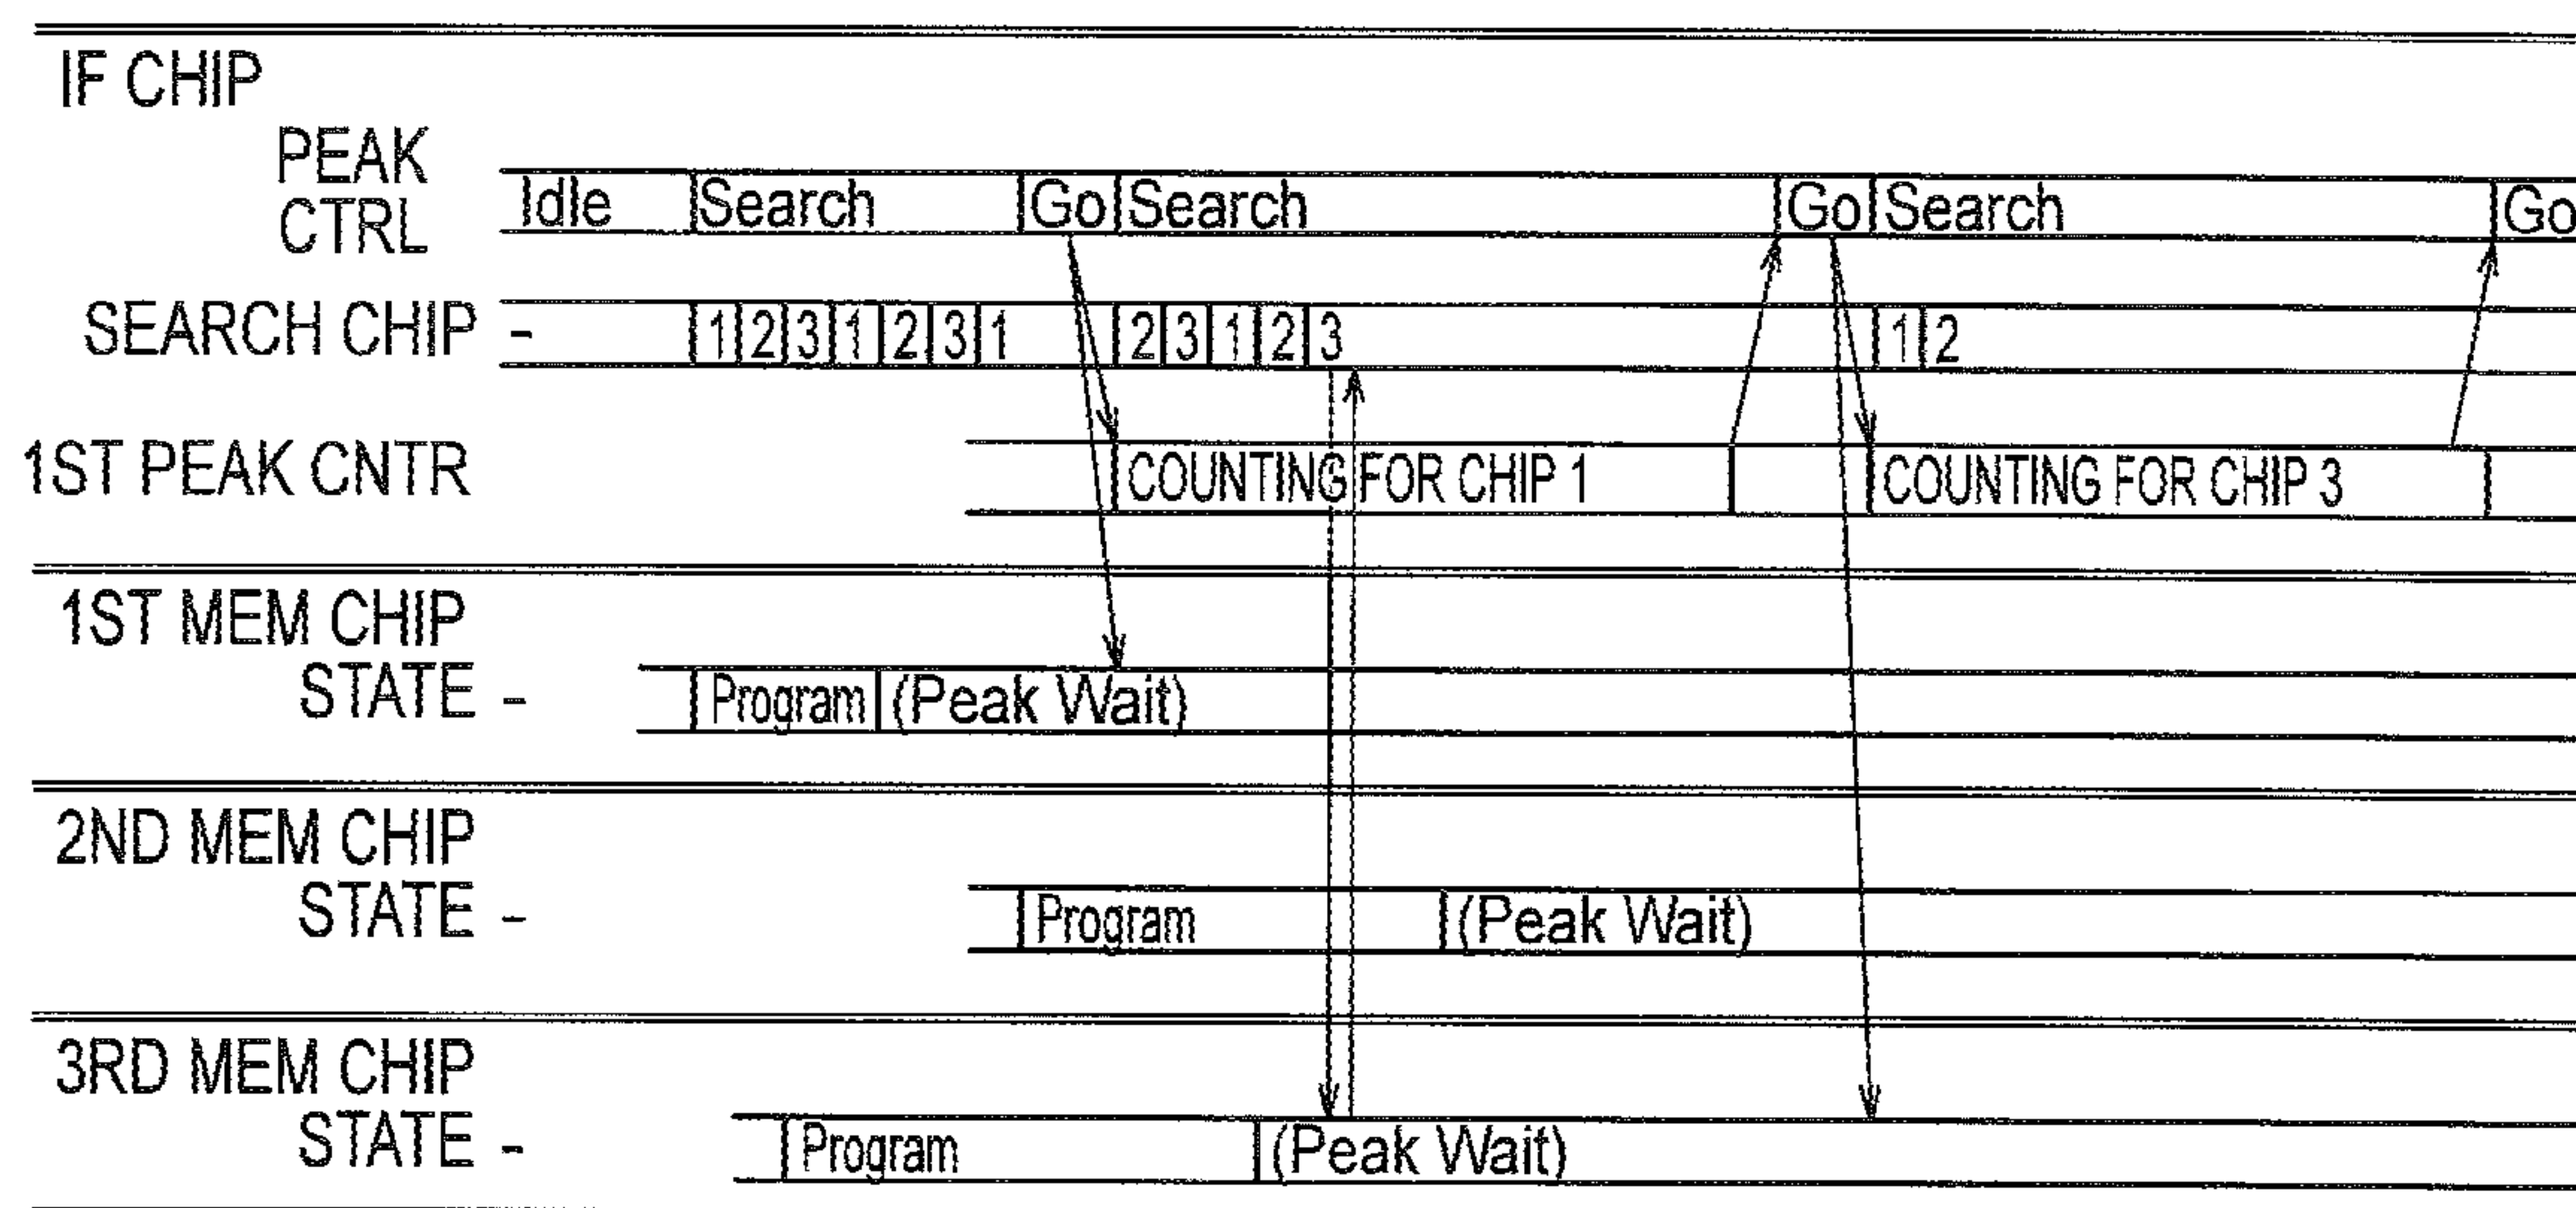 IF CHIP
PEAK
CTRL
Idle Search Go Search Go Search Go
SEARCH CHIP - 1 2 3 1 2 3 1 2 3 1 2 3 1 2
1ST PEAK CNTR COUNTING FOR CHIP 1 COUNTING FOR CHIP 3
1ST MEM CHIP
STATE - Program (Peak Wait)
2ND MEM CHIP
STATE - Program (Peak Wait)
3RD MEM CHIP
STATE - Program (Peak Wait)